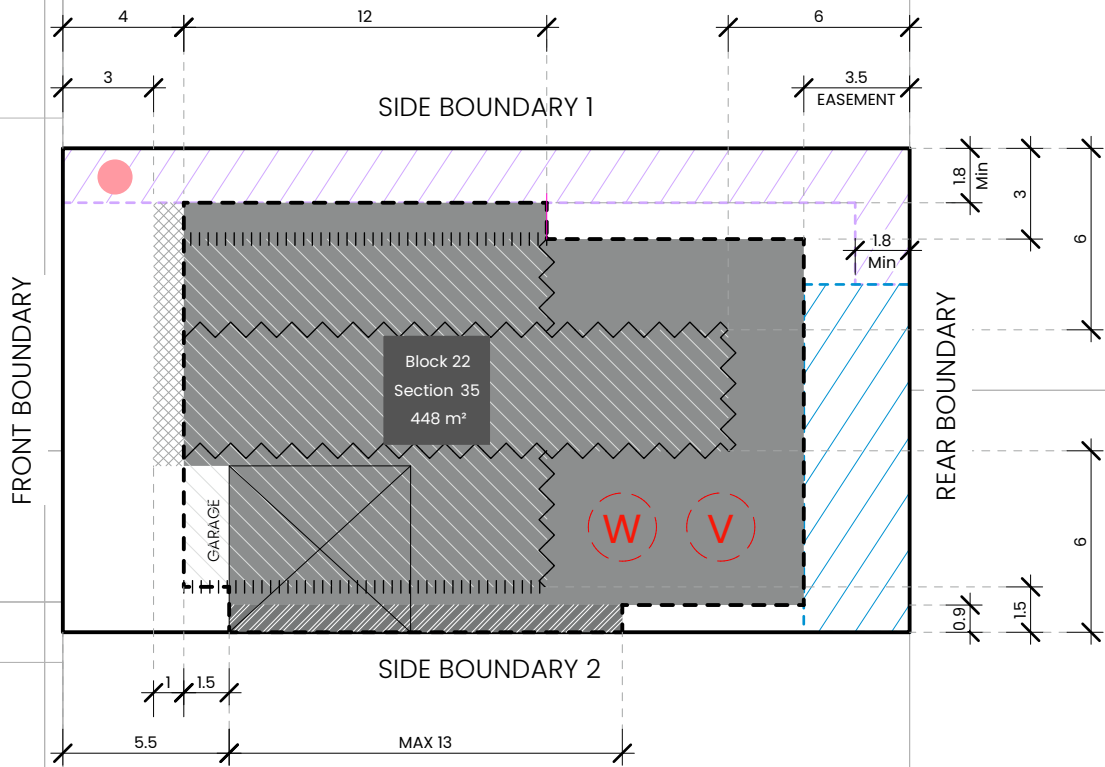 4
12
6
3
3.5
EASEMENT
SIDE BOUNDARY 1
1.8
Min
3
6
1.8
Min
FRONT BOUNDARY
REAR BOUNDARY
Block 22
Section 35
448 m²
GARAGE
W
V
6
0.9
1.5
SIDE BOUNDARY 2
1
1.5
5.5
MAX 13